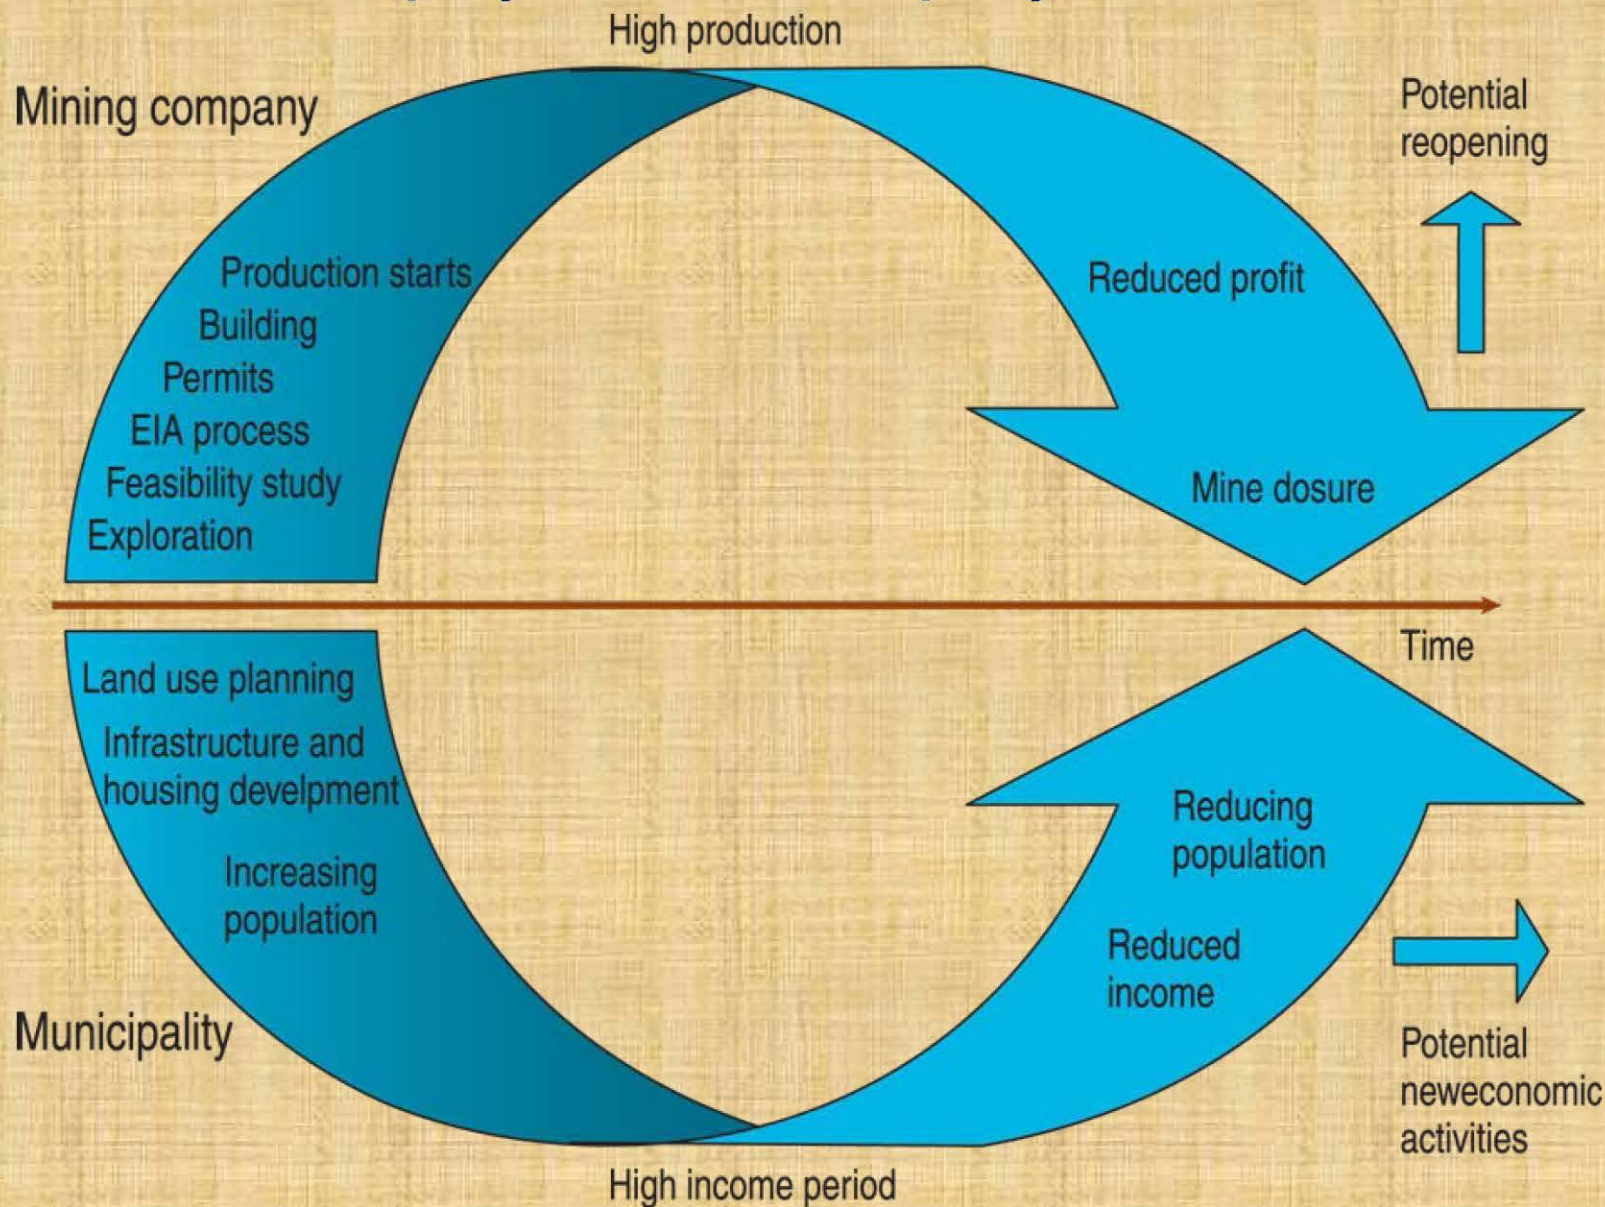 High production
Mining company
Potential
reopening
Production starts
Building
Permits
EIA process
Feasibility study
Exploration
Reduced profit
Mine dosure
Time
Land use planning
Infrastructure and
housing develpment
Increasing
population
Municipality
High income period
Reducing
population
Reduced
income
Potential
neweconomic
activities